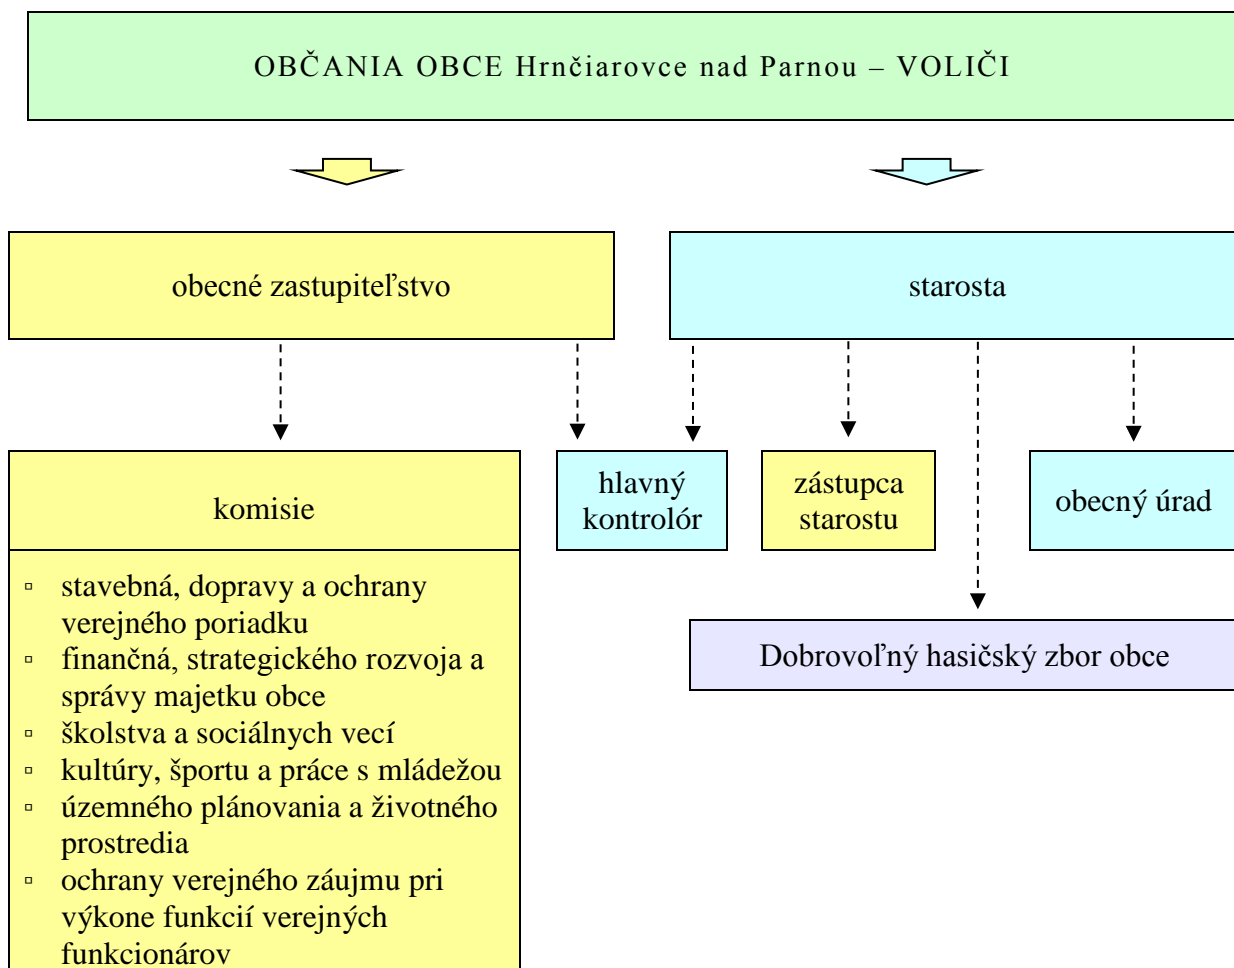 OBČANIA OBCE Hrnčiarovce nad Parnou – VOLIČI
obecné zastupiteľstvo
starosta
komisie
hlavný
kontrolór
zástupca
starostu
obecný úrad
▫ stavebná, dopravy a ochrany
verejného poriadku
▫ finančná, strategického rozvoja a
správy majetku obce
▫ školstva a sociálnych vecí
▫ kultúry, športu a práce s mládežou
▫ územného plánovania a životného
prostredia
▫ ochrany verejného záujmu pri
výkone funkcií verejných
funkcionárov
Dobrovoľný hasičský zbor obce